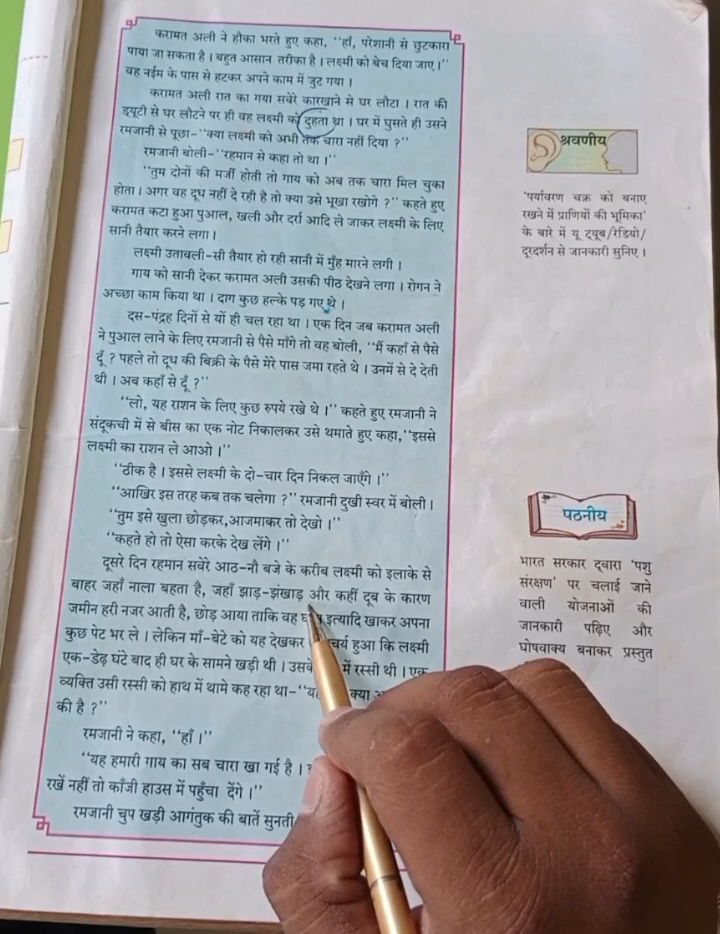 करामत अली ने हौका भरते हुए कहा, ‘‘हाँ, परेशानी से छुटकारा
पाया जा सकता है । बहुत आसान तरीका है । लक्ष्मी को बेच दिया जाए ।’’
वह नईम के पास से हटकर अपने काम में जुट गया ।
करामत अली रात का गया सवेरे कारखाने से घर लौटा । रात की
ड्यूटी से घर लौटने पर ही वह लक्ष्मी को दुहता था । घर में घुसते ही उसने
रमजानी से पूछा-‘‘क्या लक्ष्मी को अभी तक चारा नहीं दिया ?’’
रमजानी बोली-‘‘रहमान से कहा तो था ।’’
‘‘तुम दोनों की मर्जी होती तो गाय को अब तक चारा मिल चुका
होता । अगर वह दूध नहीं दे रही है तो क्या उसे भूखा रखोगे ?’’ कहते हुए
करामत कटा हुआ पुआल, खली और दर्रा आदि ले जाकर लक्ष्मी के लिए
सानी तैयार करने लगा ।
लक्ष्मी उतावली-सी तैयार हो रही सानी में मुँह मारने लगी ।
गाय को सानी देकर करामत अली उसकी पीठ देखने लगा । रोगन ने
अच्छा काम किया था । दाग कुछ हल्के पड़ गए थे ।
दस-पंद्रह दिनों से यों ही चल रहा था । एक दिन जब करामत अली
ने पुआल लाने के लिए रमजानी से पैसे माँगे तो वह बोली, ‘‘मैं कहाँ से पैसे
दूँ ? पहले तो दूध की बिक्री के पैसे मेरे पास जमा रहते थे । उनमें से दे देती
थी । अब कहाँ से दूँ ?’’
‘‘लो, यह राशन के लिए कुछ रुपये रखे थे ।’’ कहते हुए रमजानी ने
संदूकची में से बीस का एक नोट निकालकर उसे थमाते हुए कहा,‘‘इससे
लक्ष्मी का राशन ले आओ ।’’
‘‘ठीक है । इससे लक्ष्मी के दो-चार दिन निकल जाएँगे ।’’
‘‘आखिर इस तरह कब तक चलेगा ?’’ रमजानी दुखी स्वर में बोली ।
‘‘तुम इसे खुला छोड़कर,आजमाकर तो देखो ।’’
‘‘कहते हो तो ऐसा करके देख लेंगे ।’’
दूसरे दिन रहमान सवेरे आठ-नौ बजे के करीब लक्ष्मी को इलाके से
बाहर जहाँ नाला बहता है, जहाँ झाड़-झंखाड़ और कहीं दूब के कारण
जमीन हरी नजर आती है, छोड़ आया ताकि वह इत्यादि खाकर अपना
कुछ पेट भर ले । लेकिन माँ-बेटे को यह देखकर हुआ कि लक्ष्मी
एक-डेढ़ घंटे बाद ही घर के सामने खड़ी थी । में रस्सी थी । एक
व्यक्ति उसी रस्सी को हाथ में थामे कह रहा था- क्या
की है ?’’
रमजानी ने कहा, ‘‘हाँ ।’’
‘‘यह हमारी गाय का सब चारा खा गई है ।
रखें नहीं तो काँजी हाउस में पहुँचा देंगे ।’’
रमजानी चुप खड़ी आगंतुक की बातें सुनती
श्रवणीय
‘पर्यावरण चक्र को बनाए
रखने में प्राणियों की भूमिका’
के बारे में यू ट्यूब/रेडियो/
दूरदर्शन से जानकारी सुनिए ।
पठनीय
भारत सरकार द्वारा ‘पशु
संरक्षण’ पर चलाई जाने
वाली योजनाओं की
जानकारी पढ़िए और
घोषवाक्य बनाकर प्रस्तुत